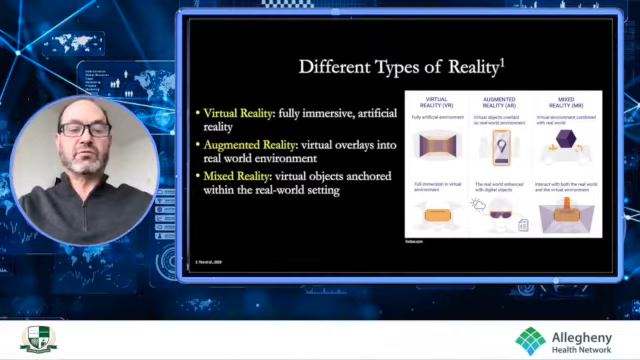 Different Types of Reality1
• Virtual Reality: fully immersive, artificial
reality
• Augmented Reality: virtual overlays into
real world environment
• Mixed Reality: virtual objects anchored
within the real-world setting
VIRTUAL
REALITY (VR)
Fully artificial environment
Full immersion in virtual
environment
AUGMENTED
REALITY (AR)
Virtual objects overlaid
on real-world environment
The real world enhanced
with digital objects
MIXED
REALITY (MR)
Virtual environment combined
with real world
Interact with both the real world
and the virtual environment
Allegheny
Health Network